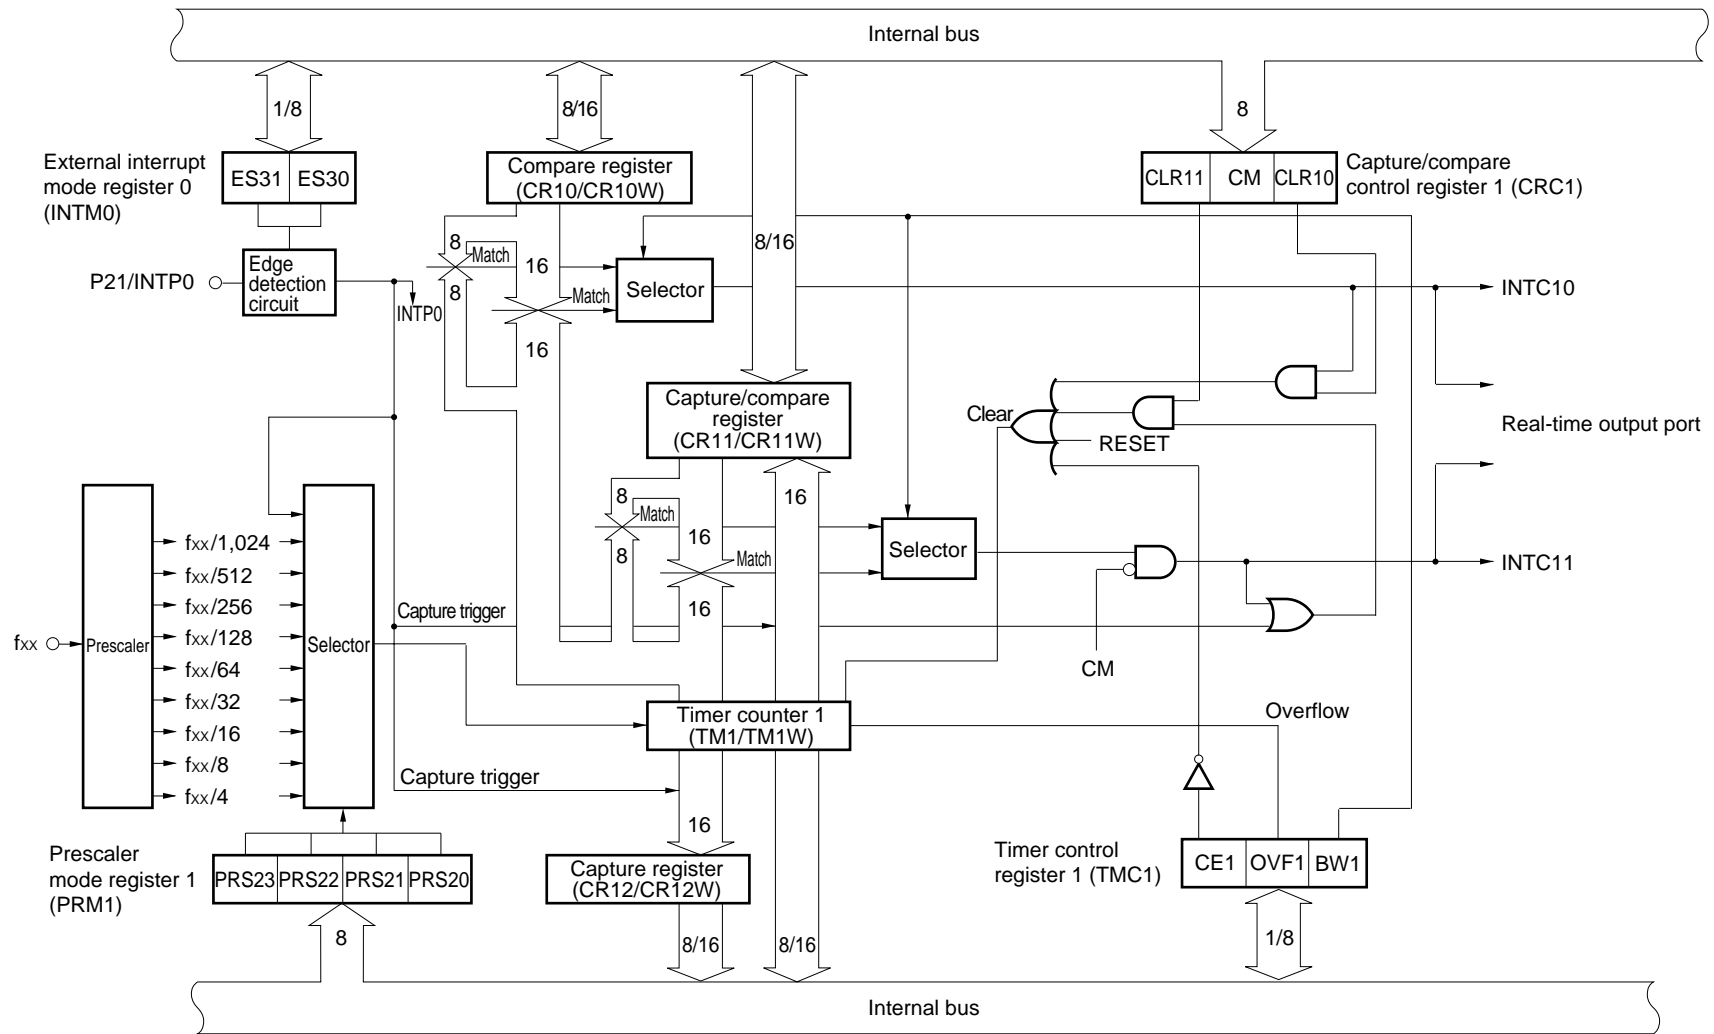 Internal bus
1/8
8/16
8
External interrupt
mode register 0
(INTM0)
ES31
ES30
Compare register
(CR10/CR10W)
CLR11
CM
CLR10
Capture/compare
control register 1 (CRC1)
8/16
8
Match
16
8
Match
16
Selector
P21/INTP0
Edge
detection
circuit
INTP0
INTC10
Capture/compare
register
(CR11/CR11W)
Clear
RESET
Real-time output port
16
8
Match
16
8
Match
16
Selector
INTC11
CM
fxx
Prescaler
fxx/1,024
fxx/512
fxx/256
fxx/128
fxx/64
fxx/32
fxx/16
fxx/8
fxx/4
Selector
Capture trigger
Timer counter 1
(TM1/TM1W)
Overflow
Capture trigger
16
Prescaler
mode register 1
(PRM1)
PRS23
PRS22
PRS21
PRS20
Capture register
(CR12/CR12W)
Timer control
register 1 (TMC1)
CE1
OVF1
BW1
8
8/16
8/16
1/8
Internal bus